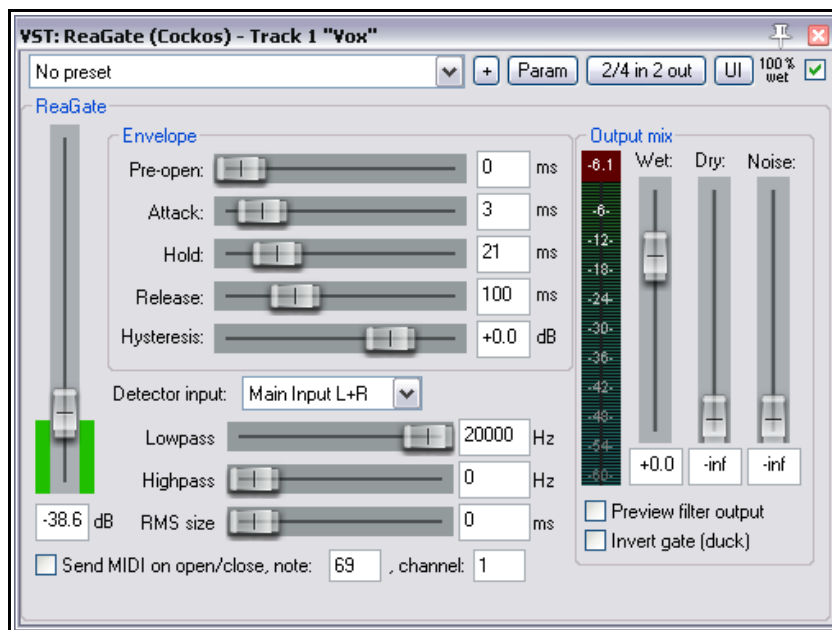 VST: ReaGate (Cockos) - Track 1 "Vox"
No preset
+
Param
2/4 in 2 out
UI
100 %
wet
ReaGate
Envelope
Pre-open: 0 ms
Attack: 3 ms
Hold: 21 ms
Release: 100 ms
Hysteresis: +0.0 dB
Detector input: Main Input L+R
Lowpass 20000 Hz
Highpass 0 Hz
-38.6 dB
RMS size 0 ms
Send MIDI on open/close, note: 69 , channel: 1
Output mix
Wet: Dry: Noise:
-6.1
-6-
-12-
-18-
-24-
-30-
-36-
-42-
-48-
-54-
-60-
+0.0 -inf -inf
Preview filter output
Invert gate (duck)